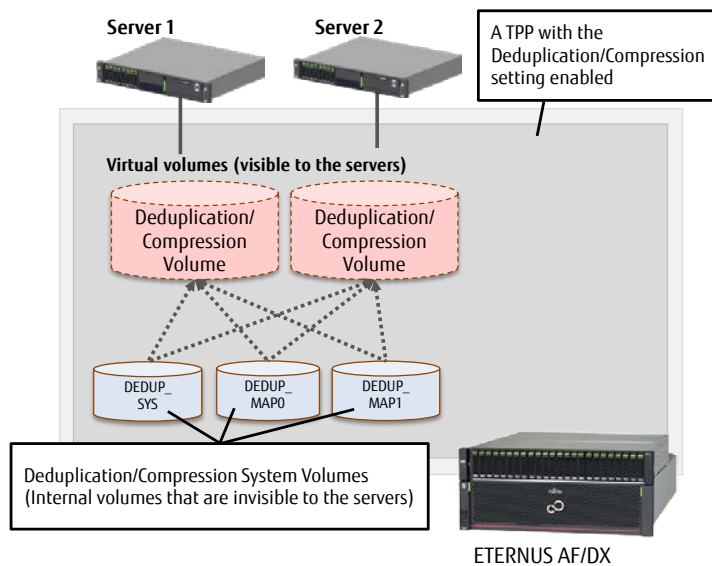 Server 1
Server 2
A TPP with the
Deduplication/Compression
setting enabled
Virtual volumes (visible to the servers)
Deduplication/
Compression
Volume
Deduplication/
Compression
Volume
DEDUP_
SYS
DEDUP_
MAP0
DEDUP_
MAP1
Deduplication/Compression System Volumes
(Internal volumes that are invisible to the servers)
FUJITSU
ETERNUS AF/DX